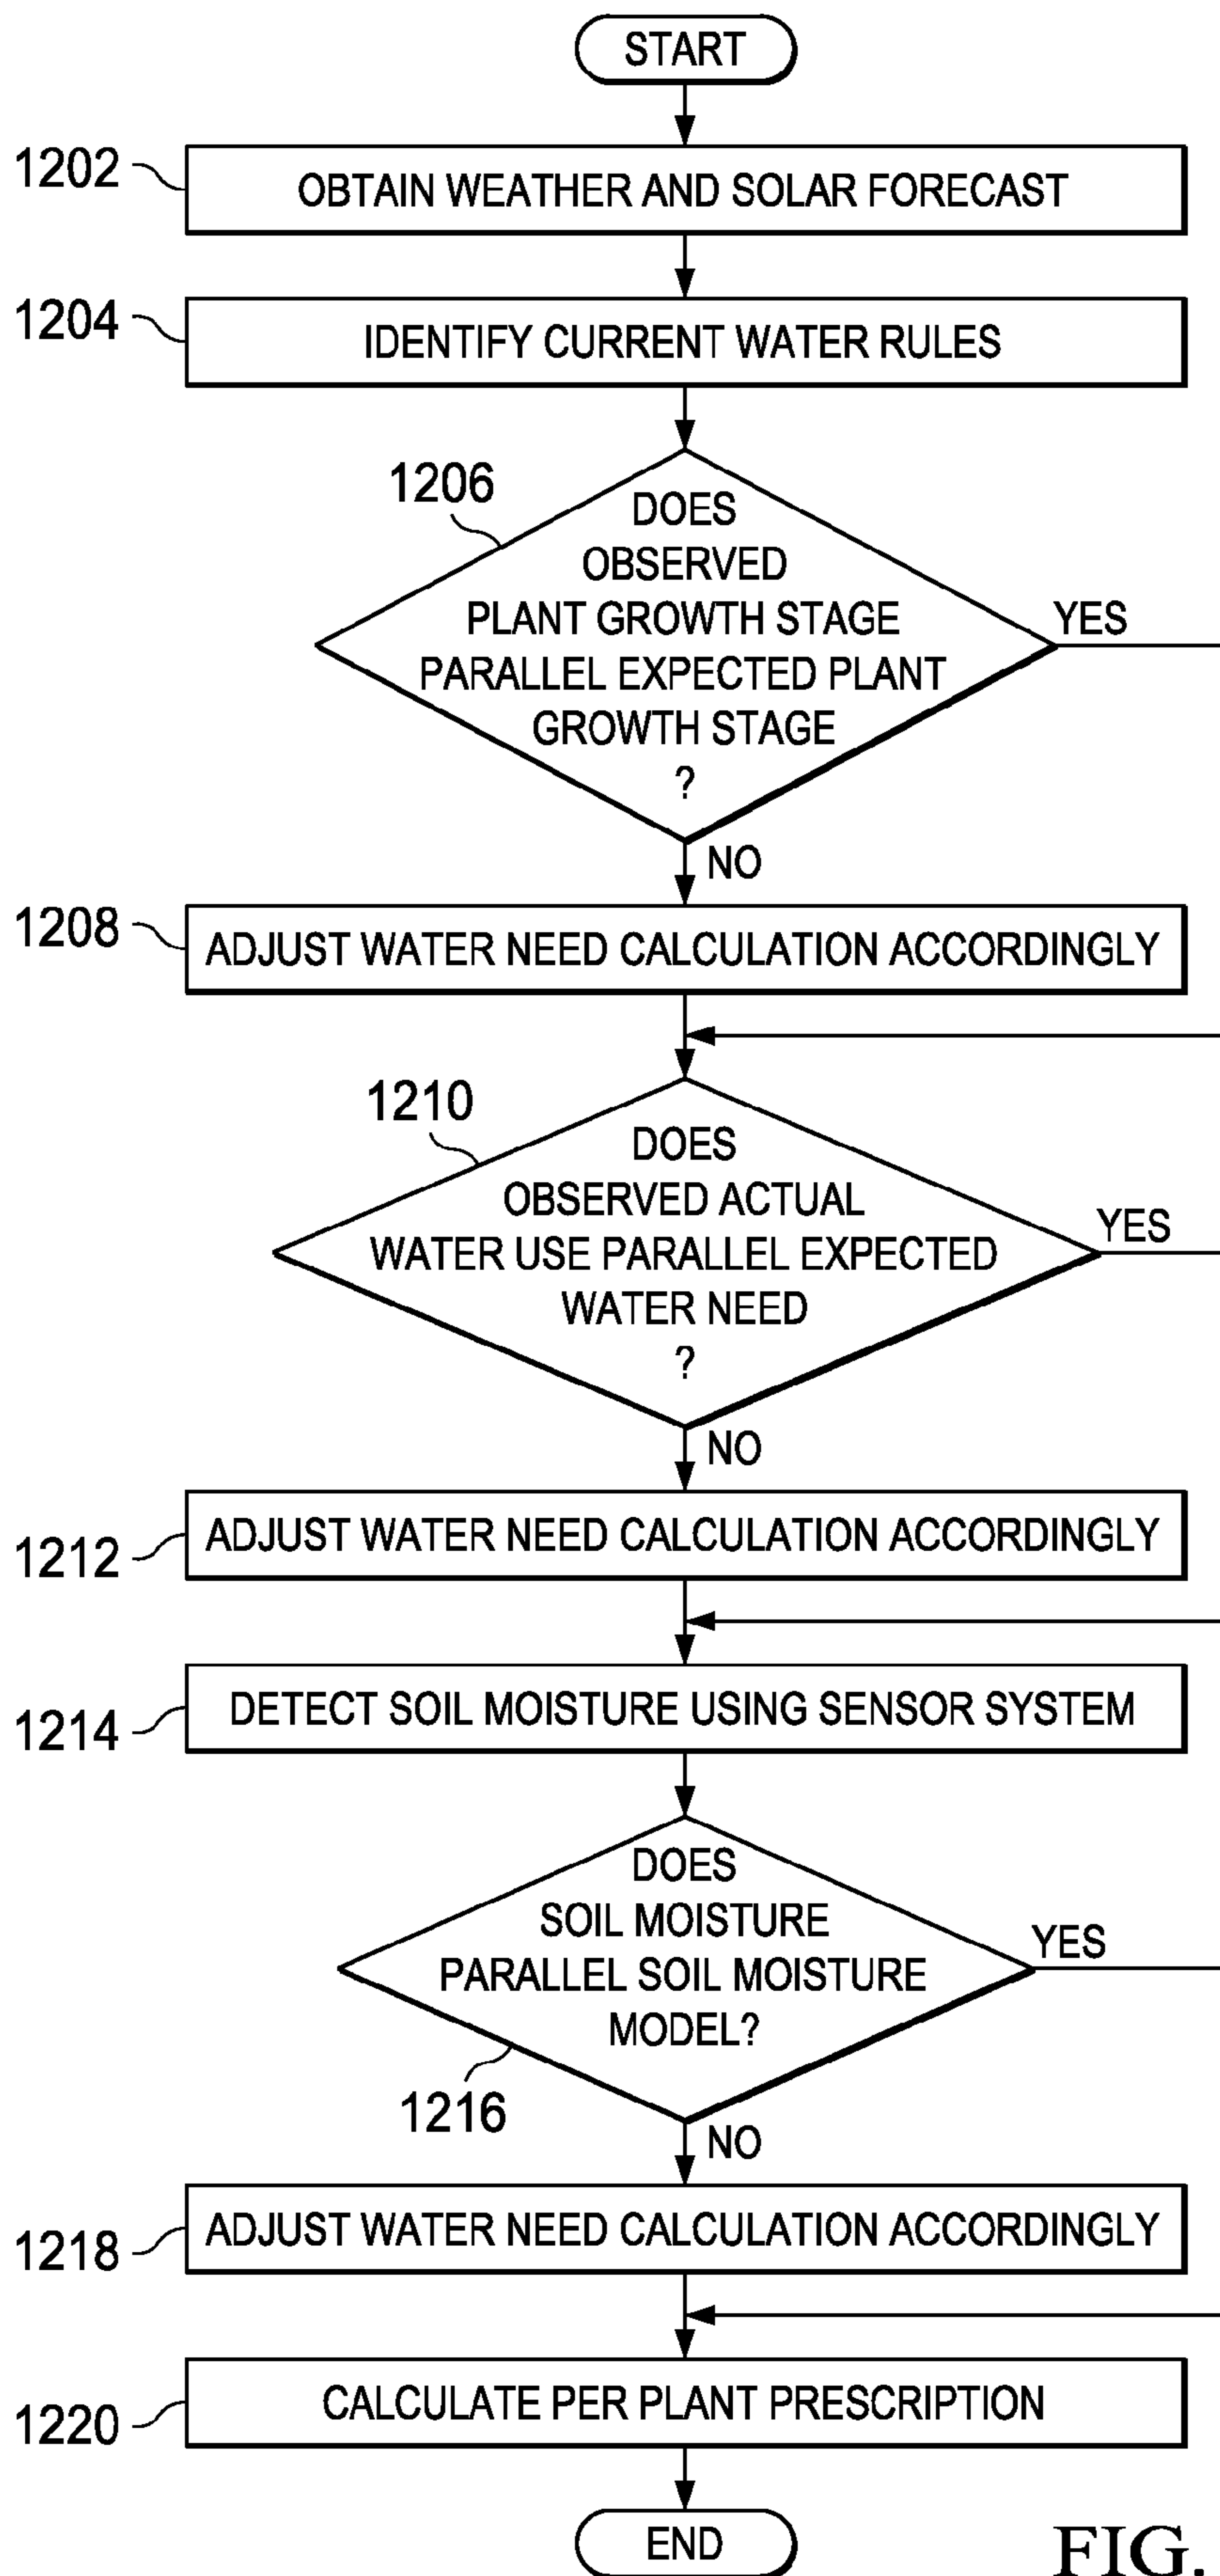 START
1202
OBTAIN WEATHER AND SOLAR FORECAST
1204
IDENTIFY CURRENT WATER RULES
1206
DOES
OBSERVED
PLANT GROWTH STAGE
PARALLEL EXPECTED PLANT
GROWTH STAGE
?
YES
NO
1208
ADJUST WATER NEED CALCULATION ACCORDINGLY
1210
DOES
OBSERVED ACTUAL
WATER USE PARALLEL EXPECTED
WATER NEED
?
YES
NO
1212
ADJUST WATER NEED CALCULATION ACCORDINGLY
1214
DETECT SOIL MOISTURE USING SENSOR SYSTEM
DOES
SOIL MOISTURE
PARALLEL SOIL MOISTURE
MODEL?
YES
1216
NO
1218
ADJUST WATER NEED CALCULATION ACCORDINGLY
1220
CALCULATE PER PLANT PRESCRIPTION
END
FIG.